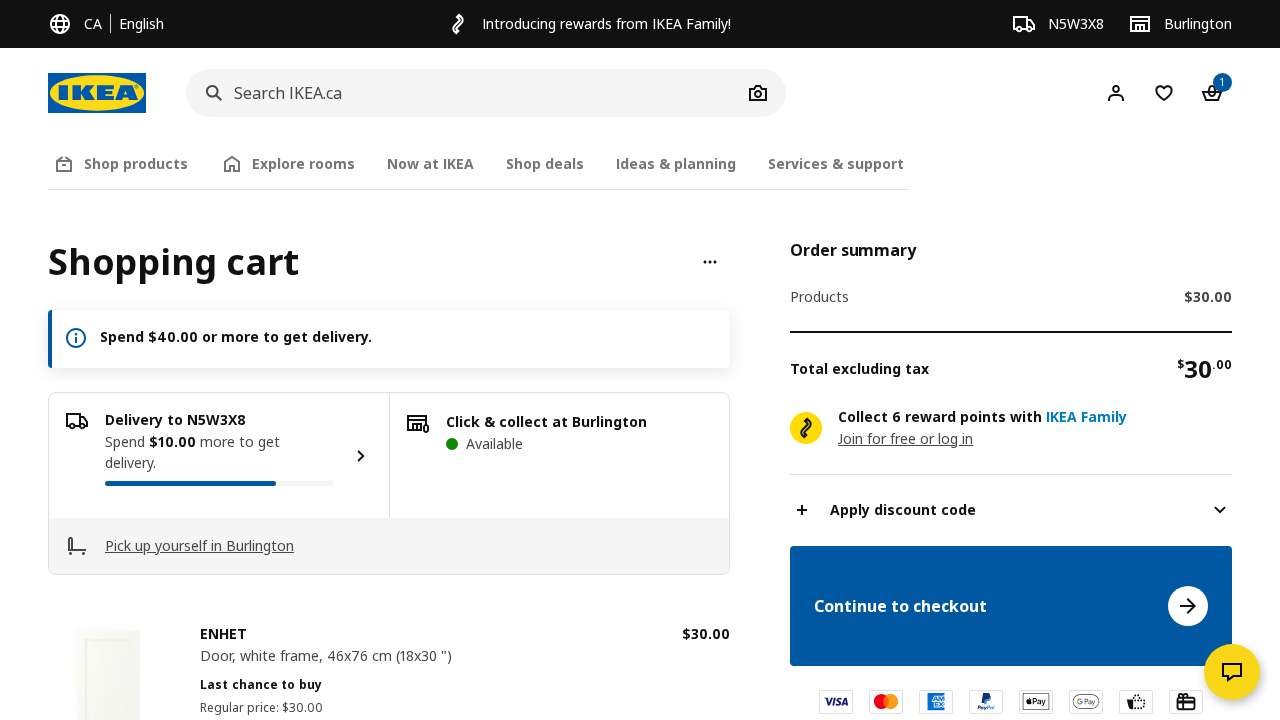 CA English
Introducing rewards from IKEA Family!
N5W3X8
Burlington
IKEA
Search IKEA.ca
1
Shop products
Explore rooms
Now at IKEA
Shop deals
Ideas & planning
Services & support
Shopping cart
Spend $40.00 or more to get delivery.
Delivery to N5W3X8
Spend $10.00 more to get
delivery.
Click & collect at Burlington
Available
Pick up yourself in Burlington
ENHET
$30.00
Door, white frame, 46x76 cm (18x30 ")
Last chance to buy
Regular price: $30.00
Order summary
Products $30.00
Total excluding tax $30.00
Collect 6 reward points with IKEA Family
Join for free or log in
Apply discount code
Continue to checkout
VISA
AMEX
PayPal
Pay
G Pay